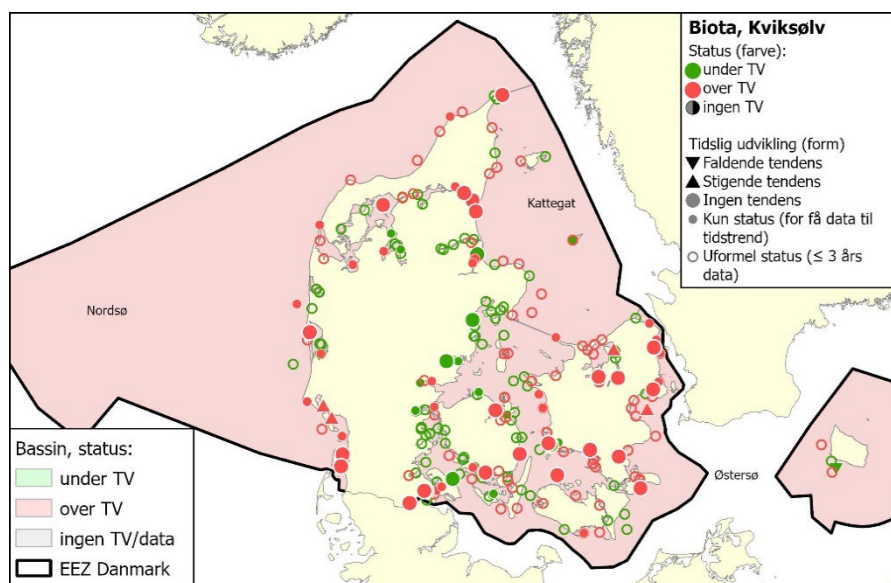 Biota, Kviksølv
Status (farve):
under TV
over TV
ingen TV
Tidslig udvikling (form)
Faldende tendens
Stigende tendens
Ingen tendens
Kun status (for få data til
tidstrend)
Uformel status (≤ 3 års
data)
Kattegat
Nordsø
Østersø
Bassin, status:
under TV
over TV
ingen TV/data
EEZ Danmark